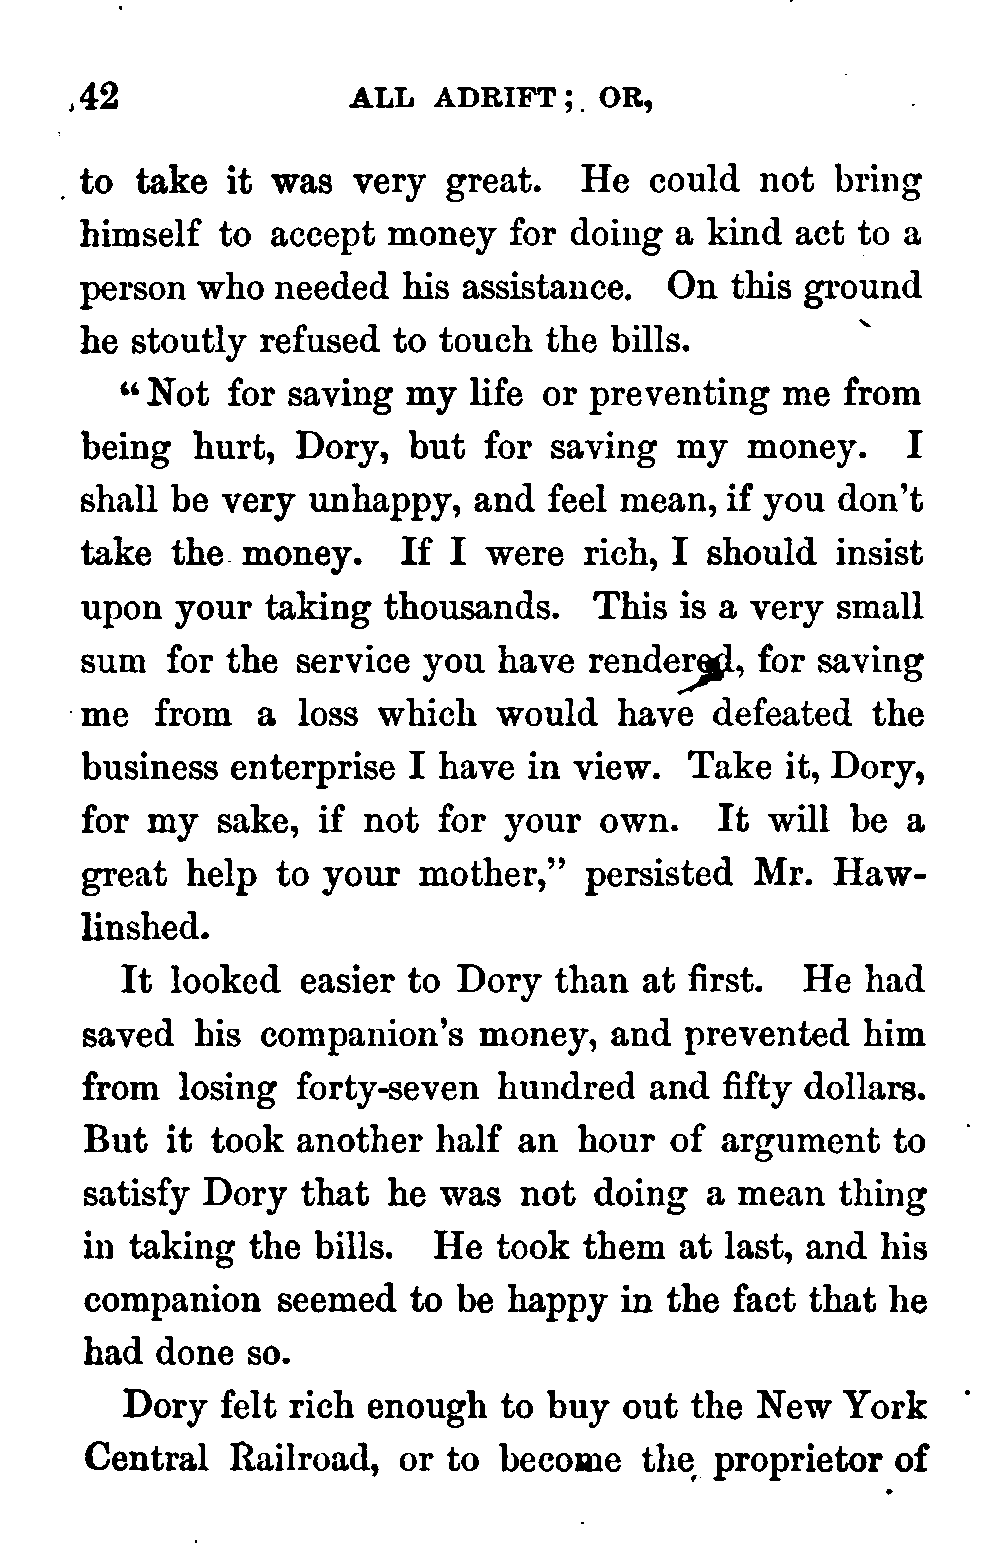 42 ALL ADRIFT; OR,
to take it was very great. He could not bring
himself to accept money for doing a kind act to a
person who needed his assistance. On this ground
he stoutly refused to touch the bills.
"Not for saving my life or preventing me from
being hurt, Dory, but for saving my money. I
shall be very unhappy, and feel mean, if you don't
take the money. If I were rich, I should insist
upon your taking thousands. This is a very small
sum for the service you have rendered, for saving
me from a loss which would have defeated the
business enterprise I have in view. Take it, Dory,
for my sake, if not for your own. It will be a
great help to your mother," persisted Mr. Haw-
linshed.
It looked easier to Dory than at first. He had
saved his companion's money, and prevented him
from losing forty-seven hundred and fifty dollars.
But it took another half an hour of argument to
satisfy Dory that he was not doing a mean thing
in taking the bills. He took them at last, and his
companion seemed to be happy in the fact that he
had done so.
Dory felt rich enough to buy out the New York
Central Railroad, or to become the proprietor of